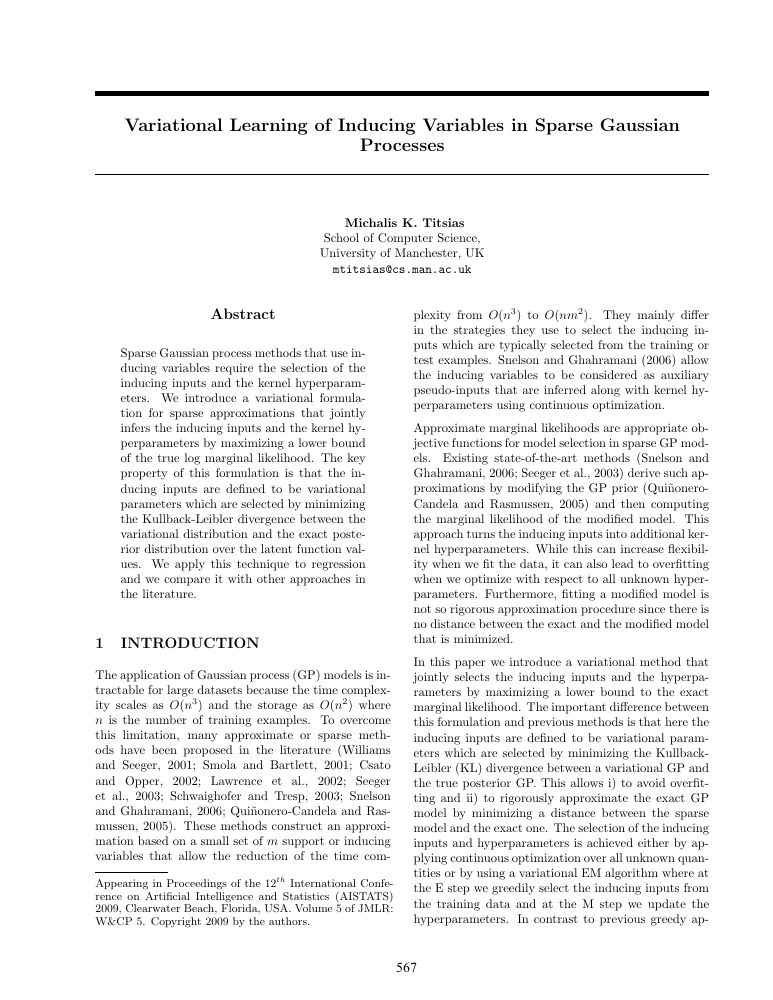 Variational Learning of Inducing Variables in Sparse Gaussian
Processes
Michalis K. Titsias
School of Computer Science,
University of Manchester, UK
mtitsias@cs.man.ac.uk
Abstract
Sparse Gaussian process methods that use in-
ducing variables require the selection of the
inducing inputs and the kernel hyperparam-
eters. We introduce a variational formula-
tion for sparse approximations that jointly
infers the inducing inputs and the kernel hy-
perparameters by maximizing a lower bound
of the true log marginal likelihood. The key
property of this formulation is that the in-
ducing inputs are defined to be variational
parameters which are selected by minimizing
the Kullback-Leibler divergence between the
variational distribution and the exact poste-
rior distribution over the latent function val-
ues. We apply this technique to regression
and we compare it with other approaches in
the literature.
1 INTRODUCTION
The application of Gaussian process (GP) models is in-
tractable for large datasets because the time complex-
ity scales as O(n³) and the storage as O(n²) where
n is the number of training examples. To overcome
this limitation, many approximate or sparse meth-
ods have been proposed in the literature (Williams
and Seeger, 2001; Smola and Bartlett, 2001; Csato
and Opper, 2002; Lawrence et al., 2002; Seeger
et al., 2003; Schwaighofer and Tresp, 2003; Snelson
and Ghahramani, 2006; Quiñonero-Candela and Ras-
mussen, 2005). These methods construct an approxi-
mation based on a small set of m support or inducing
variables that allow the reduction of the time com-
Appearing in Proceedings of the 12th International Confe-
rence on Artificial Intelligence and Statistics (AISTATS)
2009, Clearwater Beach, Florida, USA. Volume 5 of JMLR:
W&CP 5. Copyright 2009 by the authors.
plexity from O(n³) to O(nm²). They mainly differ
in the strategies they use to select the inducing in-
puts which are typically selected from the training or
test examples. Snelson and Ghahramani (2006) allow
the inducing variables to be considered as auxiliary
pseudo-inputs that are inferred along with kernel hy-
perparameters using continuous optimization.
Approximate marginal likelihoods are appropriate ob-
jective functions for model selection in sparse GP mod-
els. Existing state-of-the-art methods (Snelson and
Ghahramani, 2006; Seeger et al., 2003) derive such ap-
proximations by modifying the GP prior (Quiñonero-
Candela and Rasmussen, 2005) and then computing
the marginal likelihood of the modified model. This
approach turns the inducing inputs into additional ker-
nel hyperparameters. While this can increase flexibil-
ity when we fit the data, it can also lead to overfitting
when we optimize with respect to all unknown hyper-
parameters. Furthermore, fitting a modified model is
not so rigorous approximation procedure since there is
no distance between the exact and the modified model
that is minimized.
In this paper we introduce a variational method that
jointly selects the inducing inputs and the hyperpa-
rameters by maximizing a lower bound to the exact
marginal likelihood. The important difference between
this formulation and previous methods is that here the
inducing inputs are defined to be variational param-
eters which are selected by minimizing the Kullback-
Leibler (KL) divergence between a variational GP and
the true posterior GP. This allows i) to avoid overfit-
ting and ii) to rigorously approximate the exact GP
model by minimizing a distance between the sparse
model and the exact one. The selection of the inducing
inputs and hyperparameters is achieved either by ap-
plying continuous optimization over all unknown quan-
tities or by using a variational EM algorithm where at
the E step we greedily select the inducing inputs from
the training data and at the M step we update the
hyperparameters. In contrast to previous greedy ap-
567